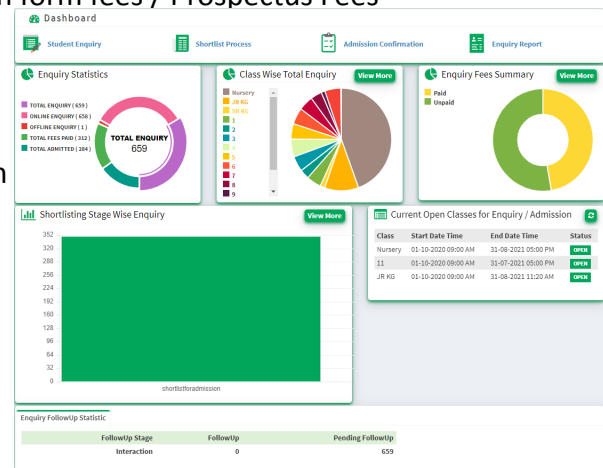 form fees / Prospectus Fees
Dashboard
Student Enquiry
Shortlist Process
Admission Confirmation
Enquiry Report
Enquiry Statistics
TOTAL ENQUIRY ( 659 )
ONLINE ENQUIRY ( 658 )
OFFLINE ENQUIRY ( 1 )
TOTAL FEES PAID ( 312 )
TOTAL ADMITTED ( 204 )
TOTAL ENQUIRY
659
Class Wise Total Enquiry
View More
Nursery
JR KG
SR KG
1
2
3
4
5
6
7
8
9
Enquiry Fees Summary
View More
Paid
Unpaid
Shortlisting Stage Wise Enquiry
View More
352
320
288
256
224
192
160
128
96
64
32
0
shortlistforadmission
Current Open Classes for Enquiry / Admission
Class Start Date Time End Date Time Status
Nursery 01-10-2020 09:00 AM 31-08-2021 05:00 PM OPEN
11 01-10-2020 09:00 AM 31-07-2021 05:00 PM OPEN
JR KG 01-10-2020 09:00 AM 31-08-2021 11:20 AM OPEN
Enquiry FollowUp Statistic
FollowUp Stage FollowUp Pending FollowUp
Interaction 0 659